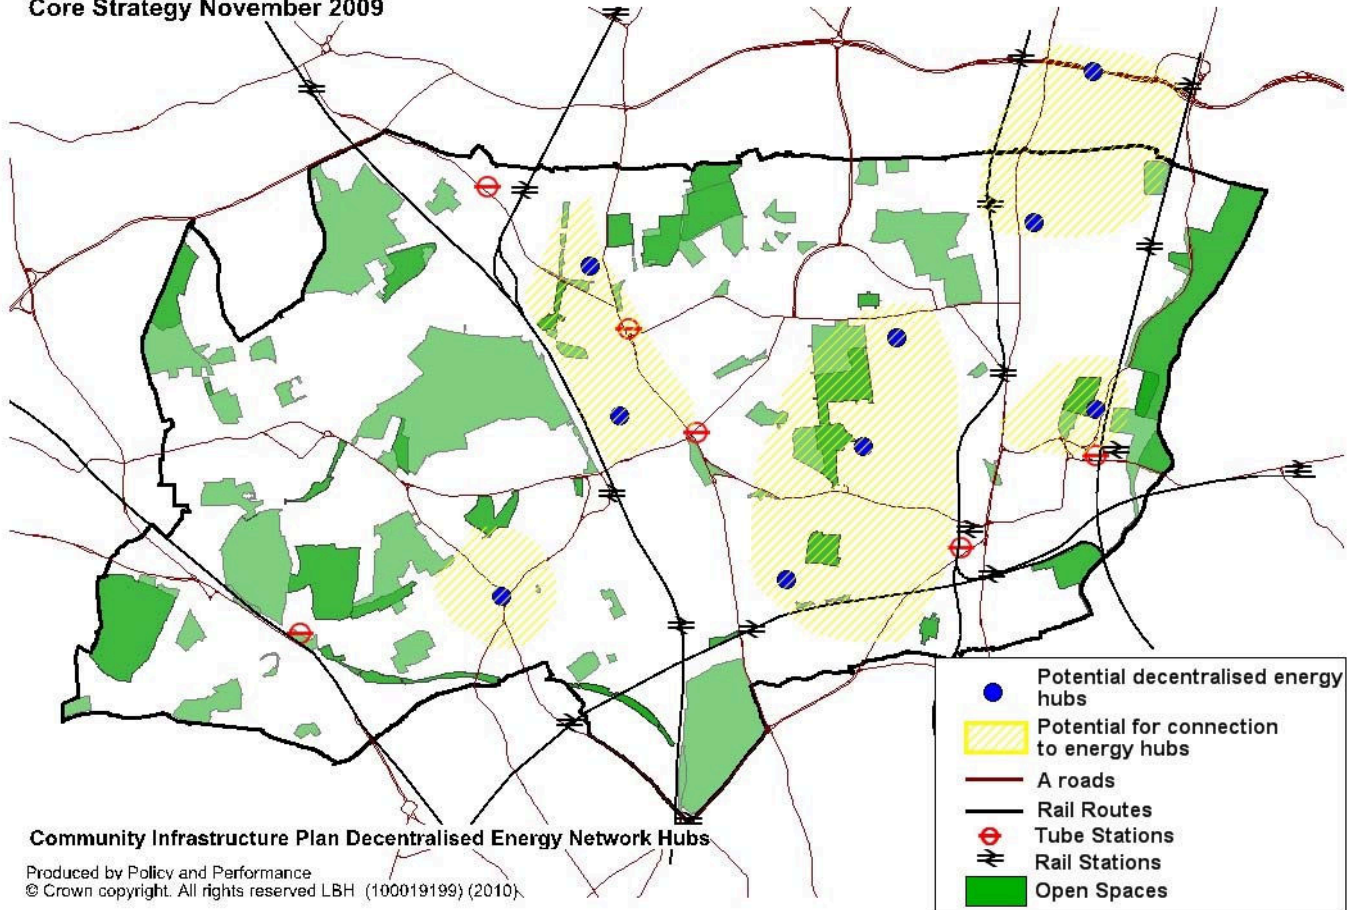 Core Strategy November 2009
Potential decentralised energy
hubs
Potential for connection
to energy hubs
A roads
Rail Routes
Tube Stations
Rail Stations
Open Spaces
Community Infrastructure Plan Decentralised Energy Network Hubs
Produced by Policy and Performance
© Crown copyright. All rights reserved LBH (100019199) (2010)